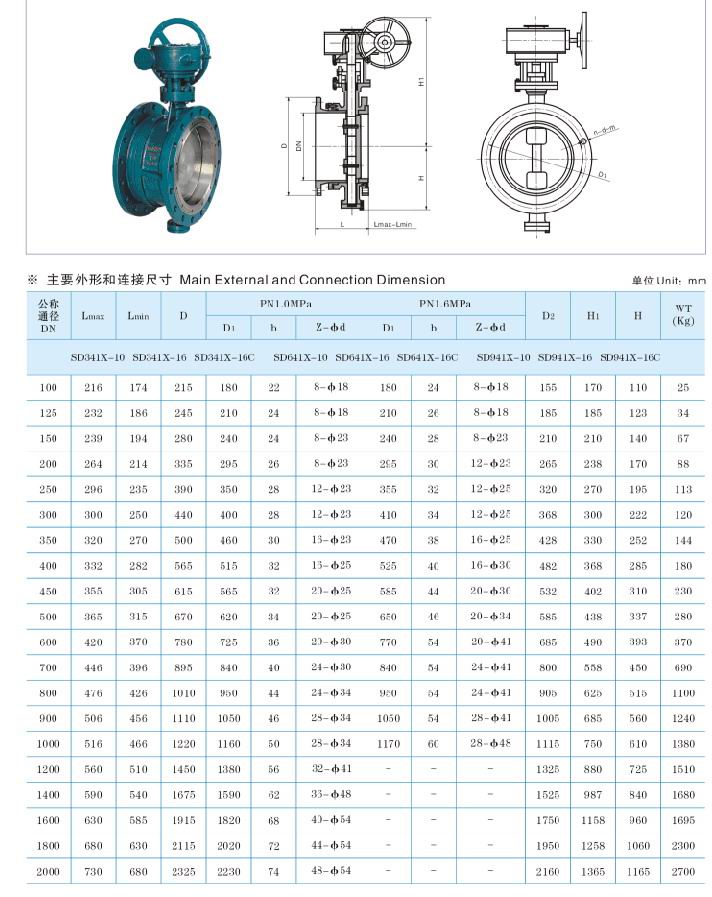 H1
n-d-m
D
DN
D1
H
L
Lmax-Lmin
※ 主要外形和连接尺寸 Main External and Connection Dimension 单位 Unit: mm
公称通径 DN Lmax Lmin D PN1.0MPa PN1.6MPa D2 H1 H WT (Kg)
D1 b Z-ϕd D1 b Z-ϕd
SD341X-10 SD341X-16 SD341X-16C SD641X-10 SD641X-16 SD641X-16C SD941X-10 SD941X-16 SD941X-16C
100 216 174 215 180 22 8-ϕ18 180 24 8-ϕ18 155 170 110 25
125 232 186 245 210 24 8-ϕ18 210 26 8-ϕ18 185 185 123 34
150 239 194 280 240 24 8-ϕ23 240 28 8-ϕ23 210 210 140 67
200 264 214 335 295 26 8-ϕ23 295 30 12-ϕ23 265 238 170 88
250 296 235 390 350 28 12-ϕ23 355 32 12-ϕ25 320 270 195 113
300 300 250 440 400 28 12-ϕ23 410 34 12-ϕ25 368 300 222 120
350 320 270 500 460 30 16-ϕ23 470 38 16-ϕ25 428 330 252 144
400 332 282 565 515 32 16-ϕ25 525 40 16-ϕ30 482 368 285 180
450 355 305 615 565 32 20-ϕ25 585 44 20-ϕ30 532 402 310 230
500 365 315 670 620 34 20-ϕ25 650 46 20-ϕ34 585 438 337 280
600 420 370 780 725 36 20-ϕ30 770 54 20-ϕ41 685 490 393 370
700 446 396 895 840 40 24-ϕ30 840 54 24-ϕ41 800 558 450 690
800 476 426 1010 950 44 24-ϕ34 950 54 24-ϕ41 905 625 515 1100
900 506 456 1110 1050 46 28-ϕ34 1050 54 28-ϕ41 1005 685 560 1240
1000 516 466 1220 1160 50 28-ϕ34 1170 60 28-ϕ48 1115 750 610 1380
1200 560 510 1450 1380 56 32-ϕ41 - - - 1325 880 725 1510
1400 590 540 1675 1590 62 36-ϕ48 - - - 1525 987 840 1680
1600 630 585 1915 1820 68 40-ϕ54 - - - 1750 1158 960 1695
1800 680 630 2115 2020 72 44-ϕ54 - - - 1950 1258 1060 2300
2000 730 680 2325 2230 74 48-ϕ54 - - - 2160 1365 1165 2700